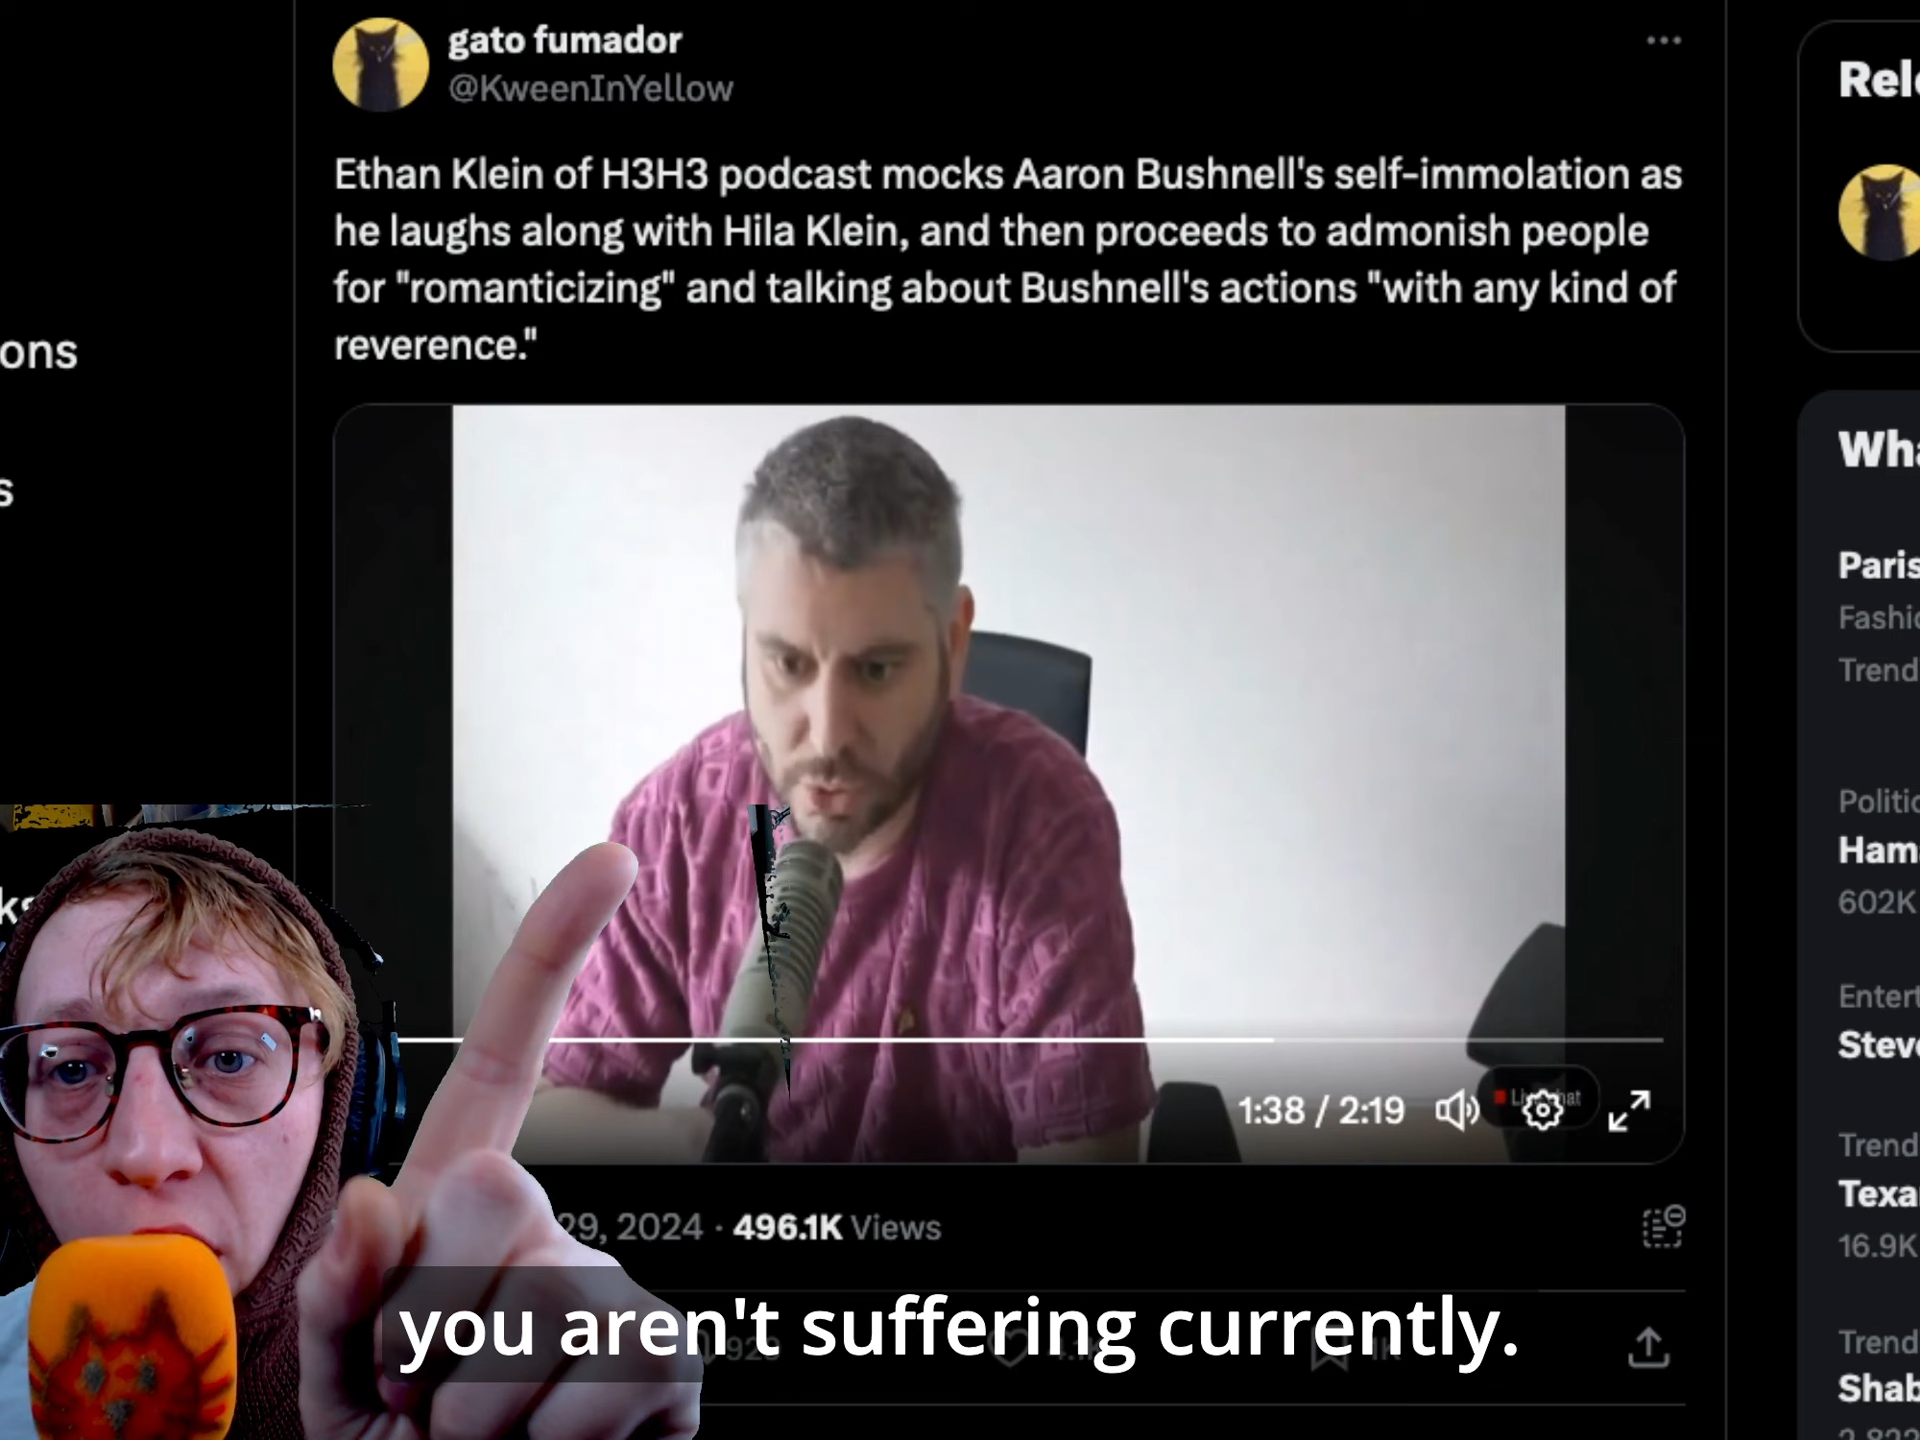 gato fumador
@KweenInYellow
Ethan Klein of H3H3 podcast mocks Aaron Bushnell's self-immolation as
he laughs along with Hila Klein, and then proceeds to admonish people
for "romanticizing" and talking about Bushnell's actions "with any kind of
reverence."
1:38 / 2:19
29, 2024 · 496.1K Views
you aren't suffering currently.
ons
s
Rele
Wha
Paris
Fashio
Trend
Politic
Hama
602K
Entert
Steve
Trend
Texa
16.9K
Trend
Shab